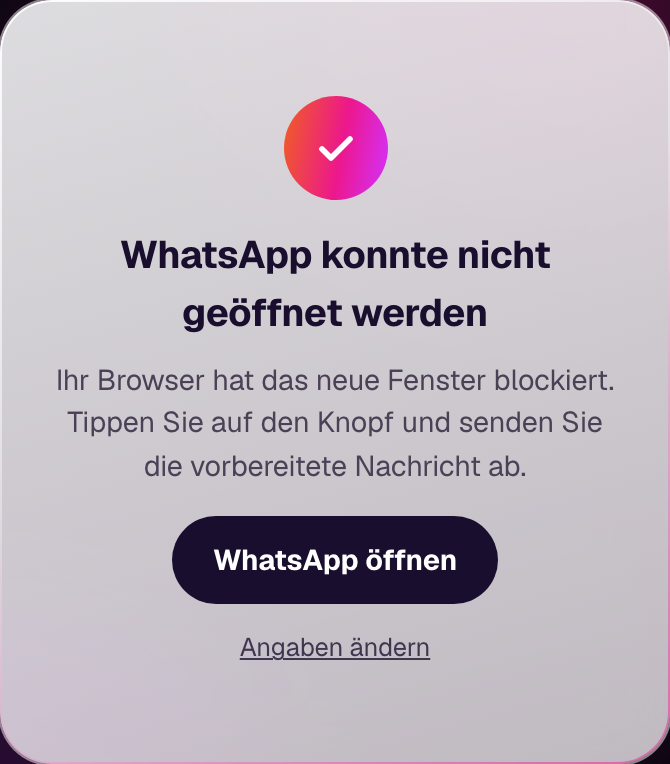 WhatsApp konnte nicht
geöffnet werden
Ihr Browser hat das neue Fenster blockiert.
Tippen Sie auf den Knopf und senden Sie
die vorbereitete Nachricht ab.
WhatsApp öffnen
Angaben ändern